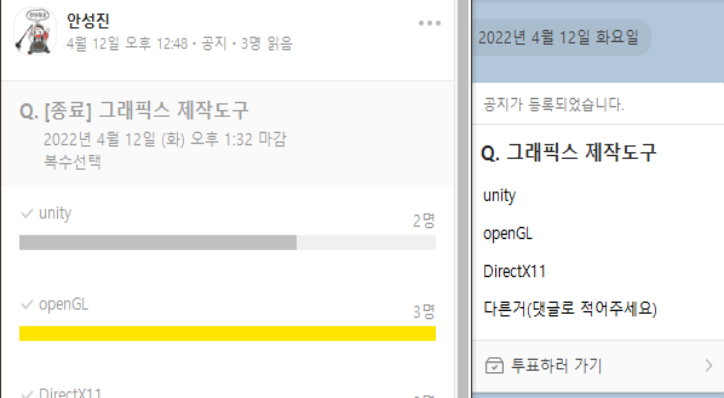 안성진
4월 12일 오후 12:48 · 공지 · 3명 읽음
Q. [종료] 그래픽스 제작도구
2022년 4월 12일 (화) 오후 1:32 마감
복수선택
unity
2명
openGL
3명
DirectX11
2022년 4월 12일 화요일
공지가 등록되었습니다.
Q. 그래픽스 제작도구
unity
openGL
DirectX11
다른거(댓글로 적어주세요)
투표하러 가기